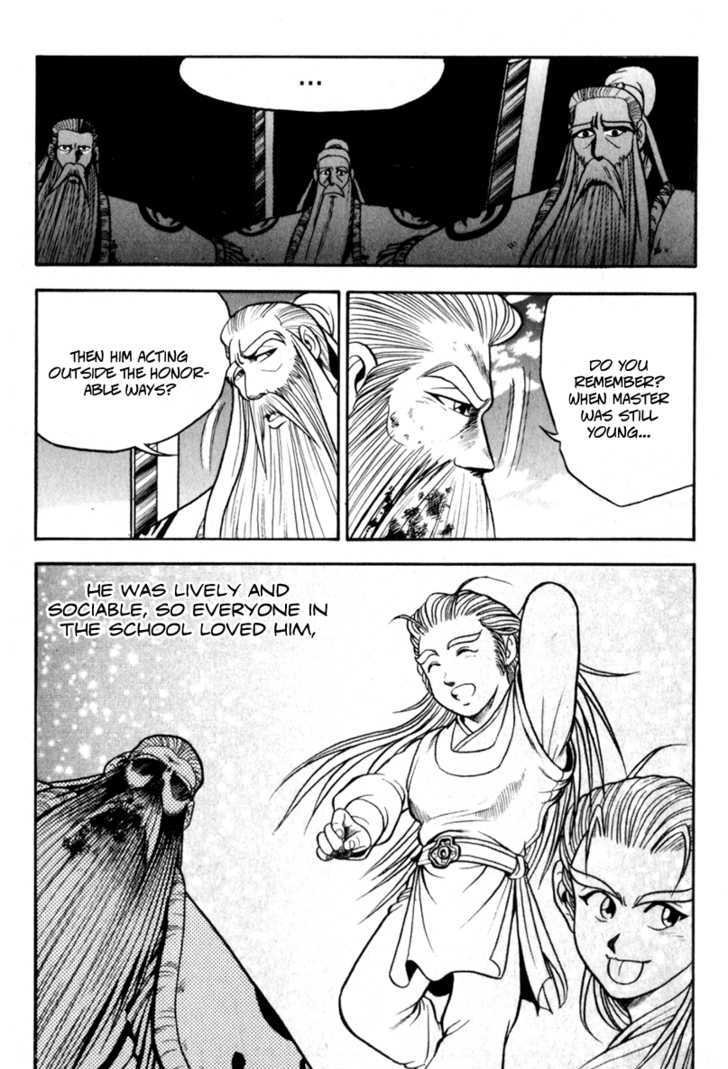 ...
THEN HIM ACTING
OUTSIDE THE HONOR-
ABLE WAYS?
DO YOU
REMEMBER?
WHEN MASTER
WAS STILL
YOUNG...
HE WAS LIVELY AND
SOCIABLE, SO EVERYONE IN
THE SCHOOL LOVED HIM,